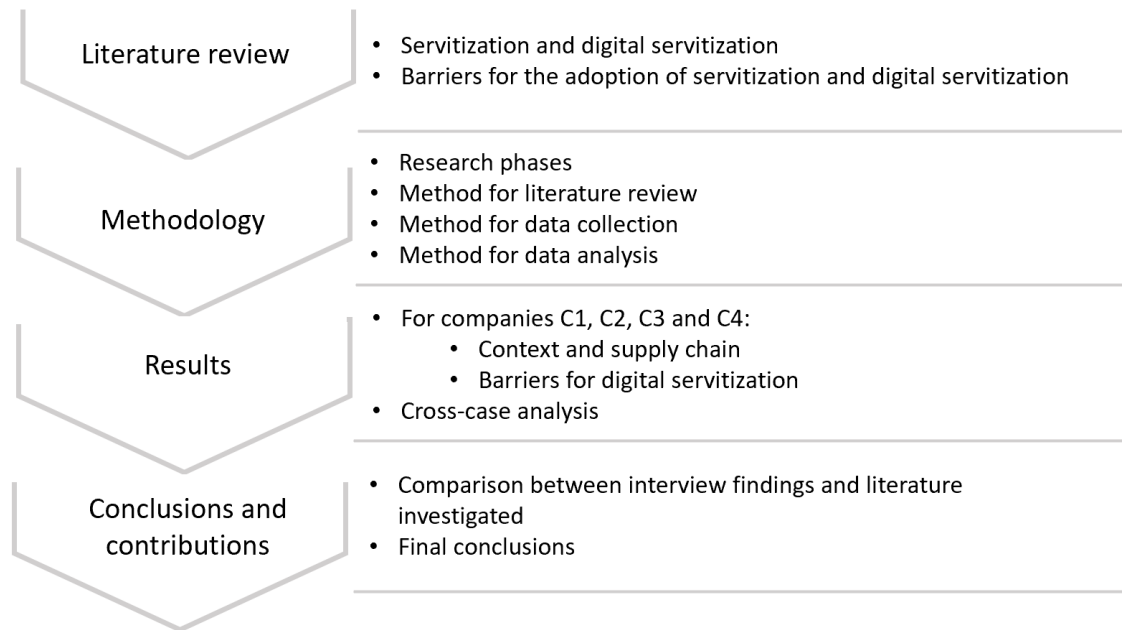 Literature review
• Servitization and digital servitization
• Barriers for the adoption of servitization and digital servitization
Methodology
• Research phases
• Method for literature review
• Method for data collection
• Method for data analysis
Results
• For companies C1, C2, C3 and C4:
• Context and supply chain
• Barriers for digital servitization
• Cross-case analysis
Conclusions and
contributions
• Comparison between interview findings and literature
investigated
• Final conclusions